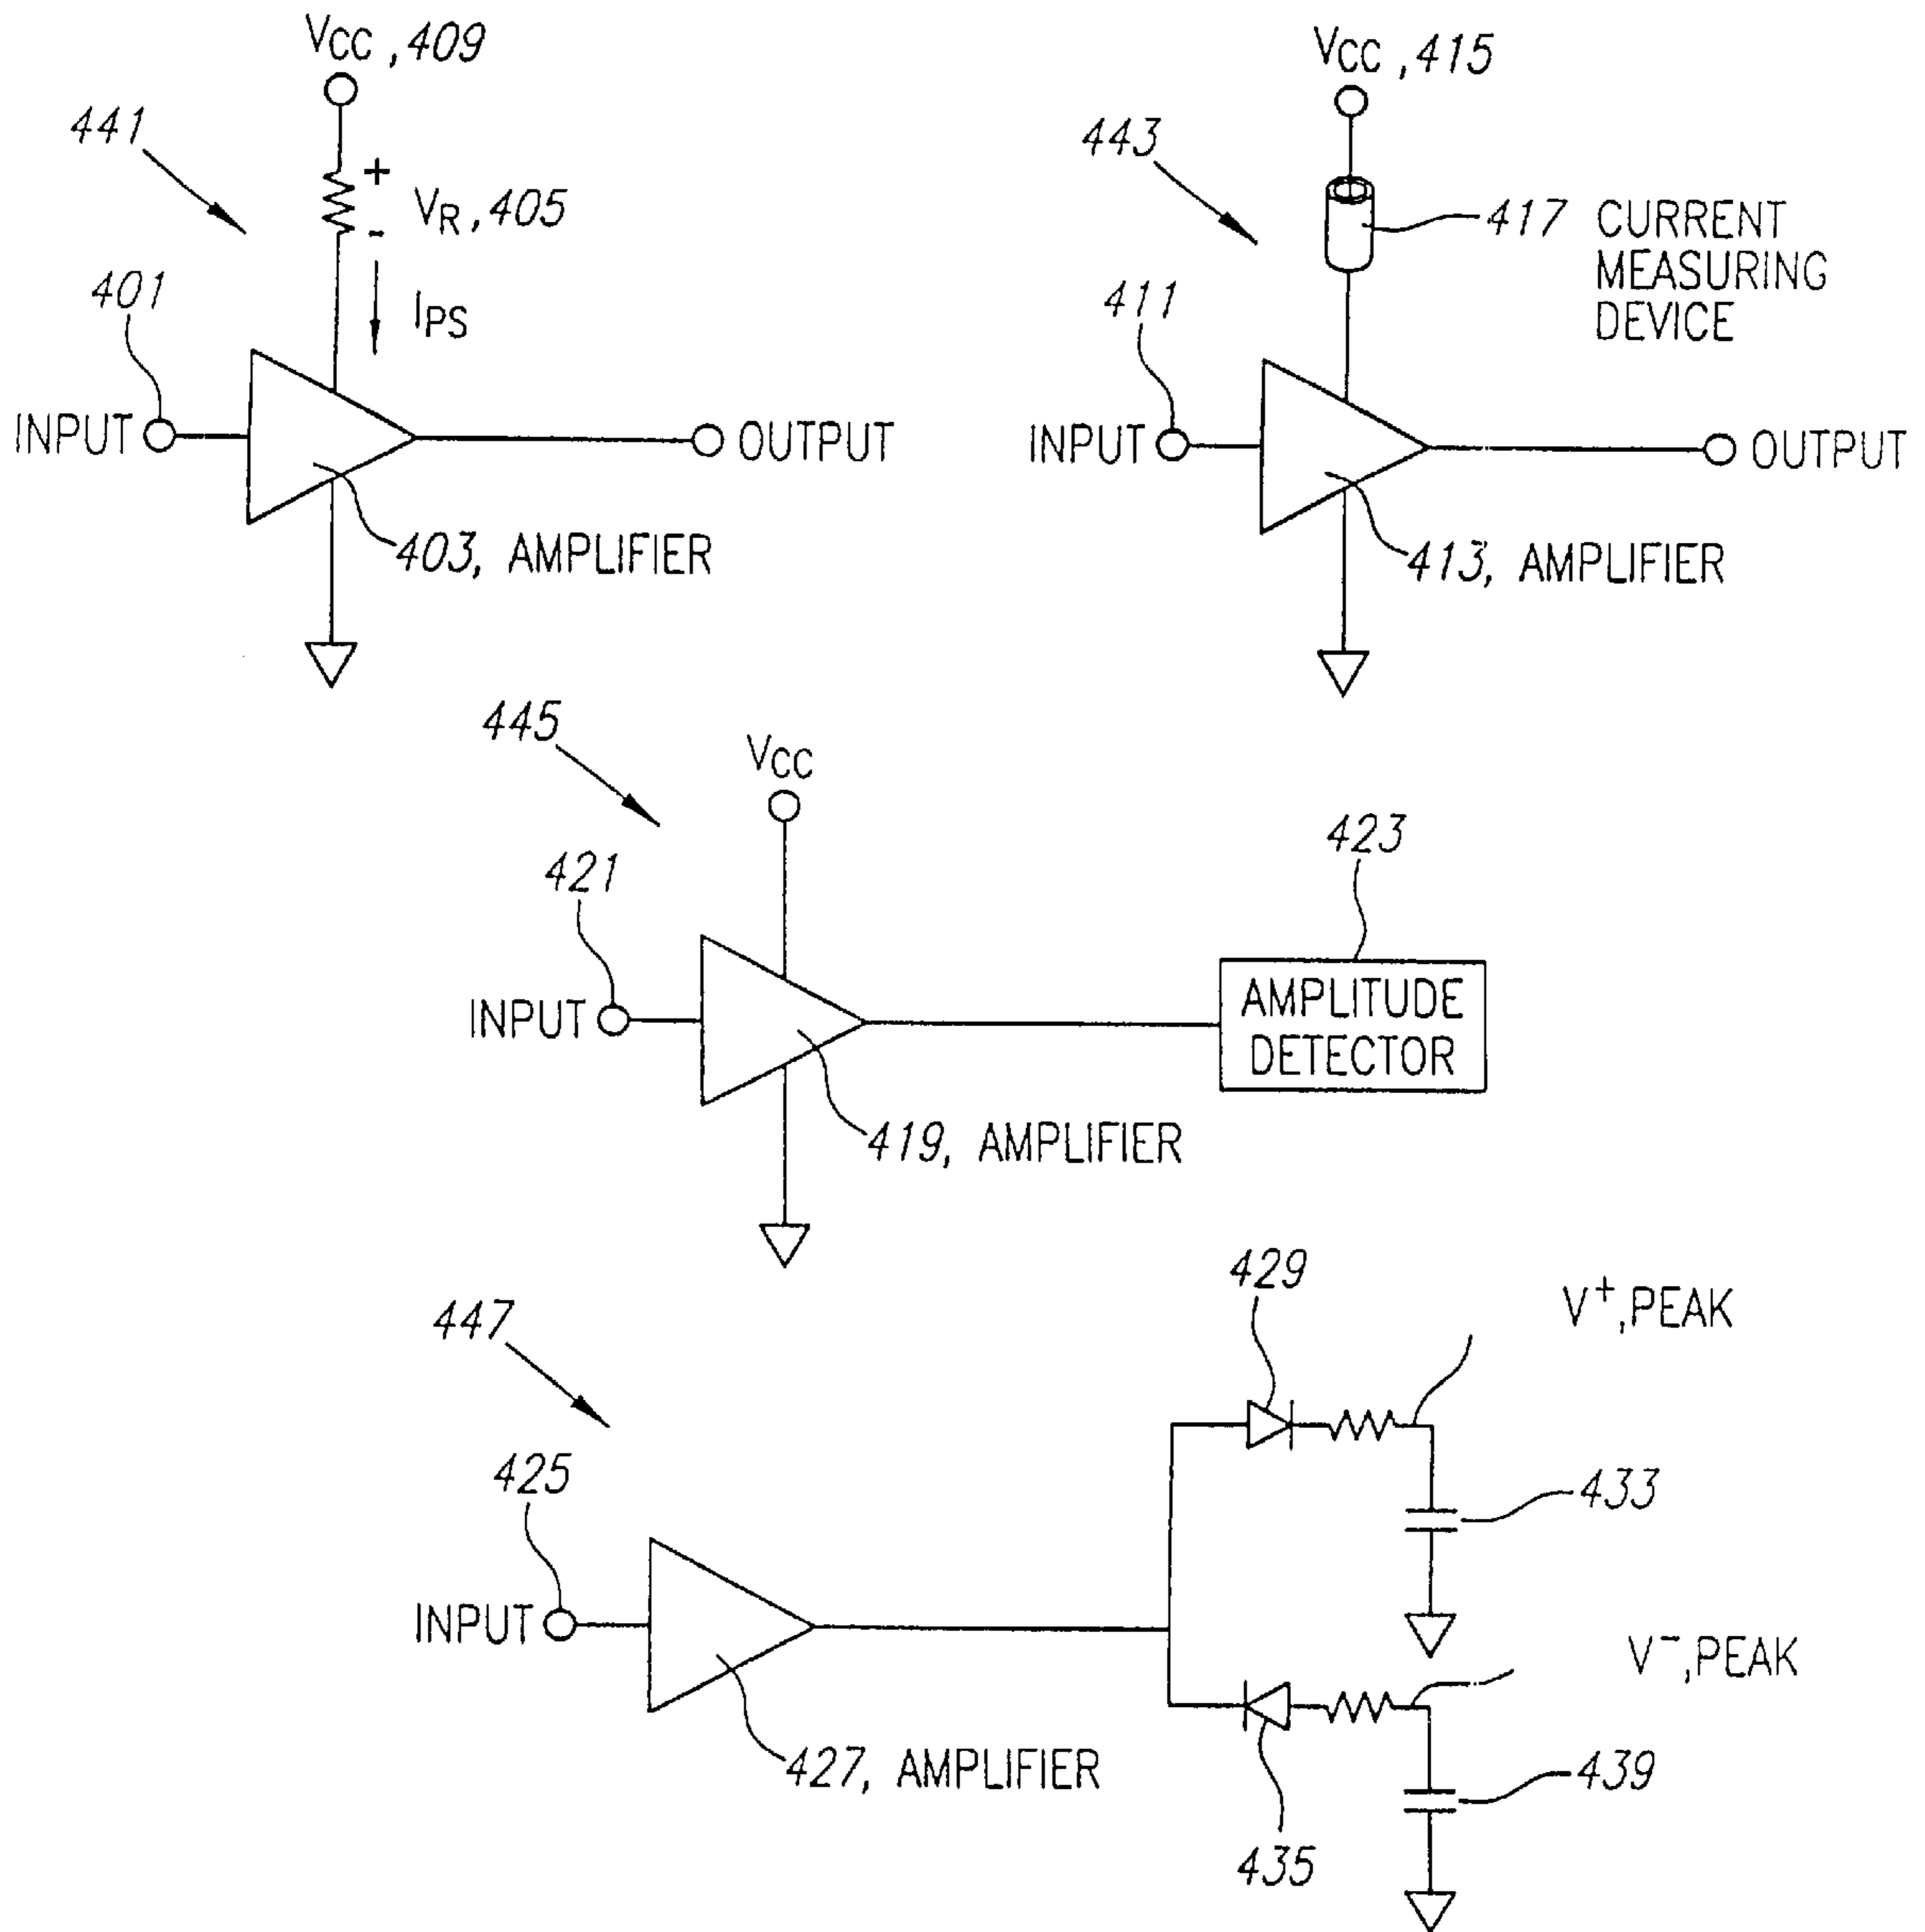 VCC, 409
441
+
VR, 405
-
IPS
401
INPUT
OUTPUT
403, AMPLIFIER
VCC, 415
443
417 CURRENT
MEASURING
DEVICE
411
INPUT
OUTPUT
413, AMPLIFIER
445
VCC
421
INPUT
423
AMPLITUDE
DETECTOR
419, AMPLIFIER
447
429
V+, PEAK
425
433
INPUT
V-, PEAK
427, AMPLIFIER
435
439